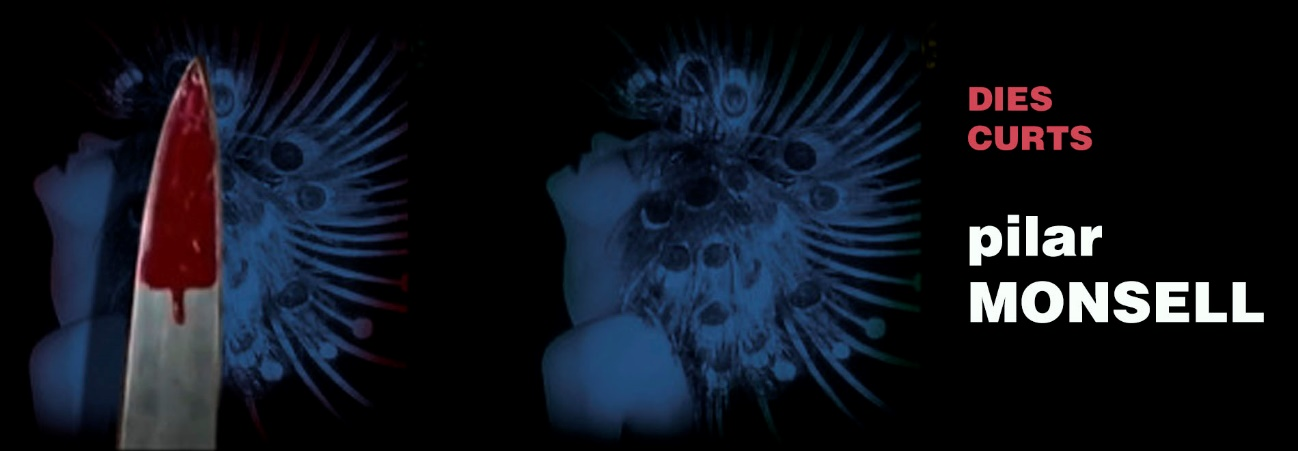 DIES
CURTS
pilar
MONSELL